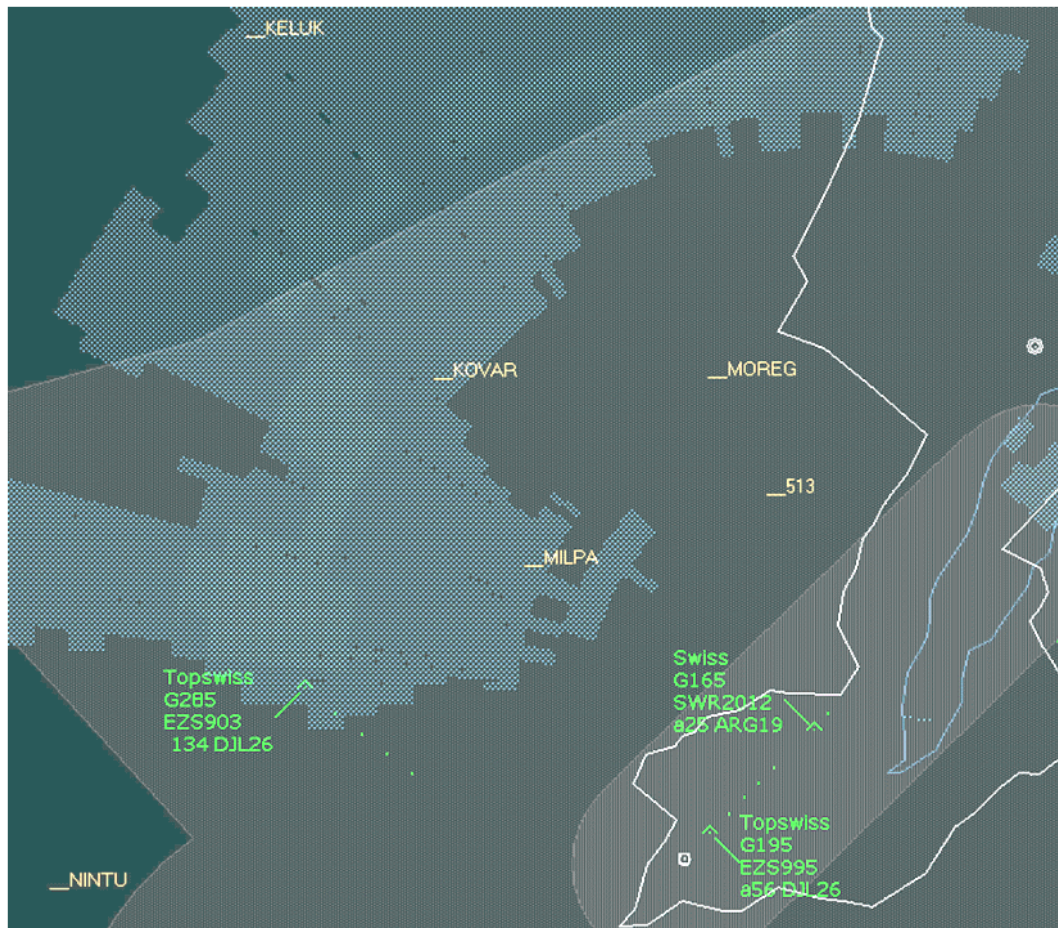 __KELUK
__KOVAR
__MOREG
__513
__MILPA
Topswiss
G285
EZS903
134 DJL26
Swiss
G165
SWR2012
a25 ARG19
Topswiss
G195
EZS995
a56 DJL26
__NINTU